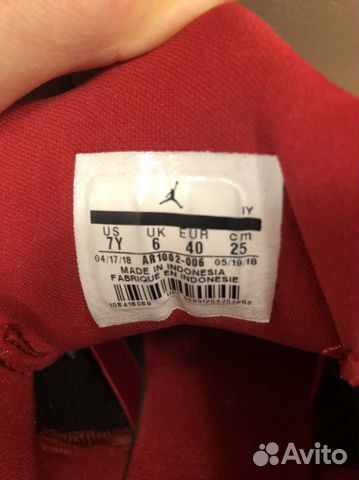 IY
US UK EUR cm
7Y 6 40 25
04/17/18 AR1002-006 05/19/18
MADE IN INDONESIA
FABRIQUE EN INDONESIE
Avito